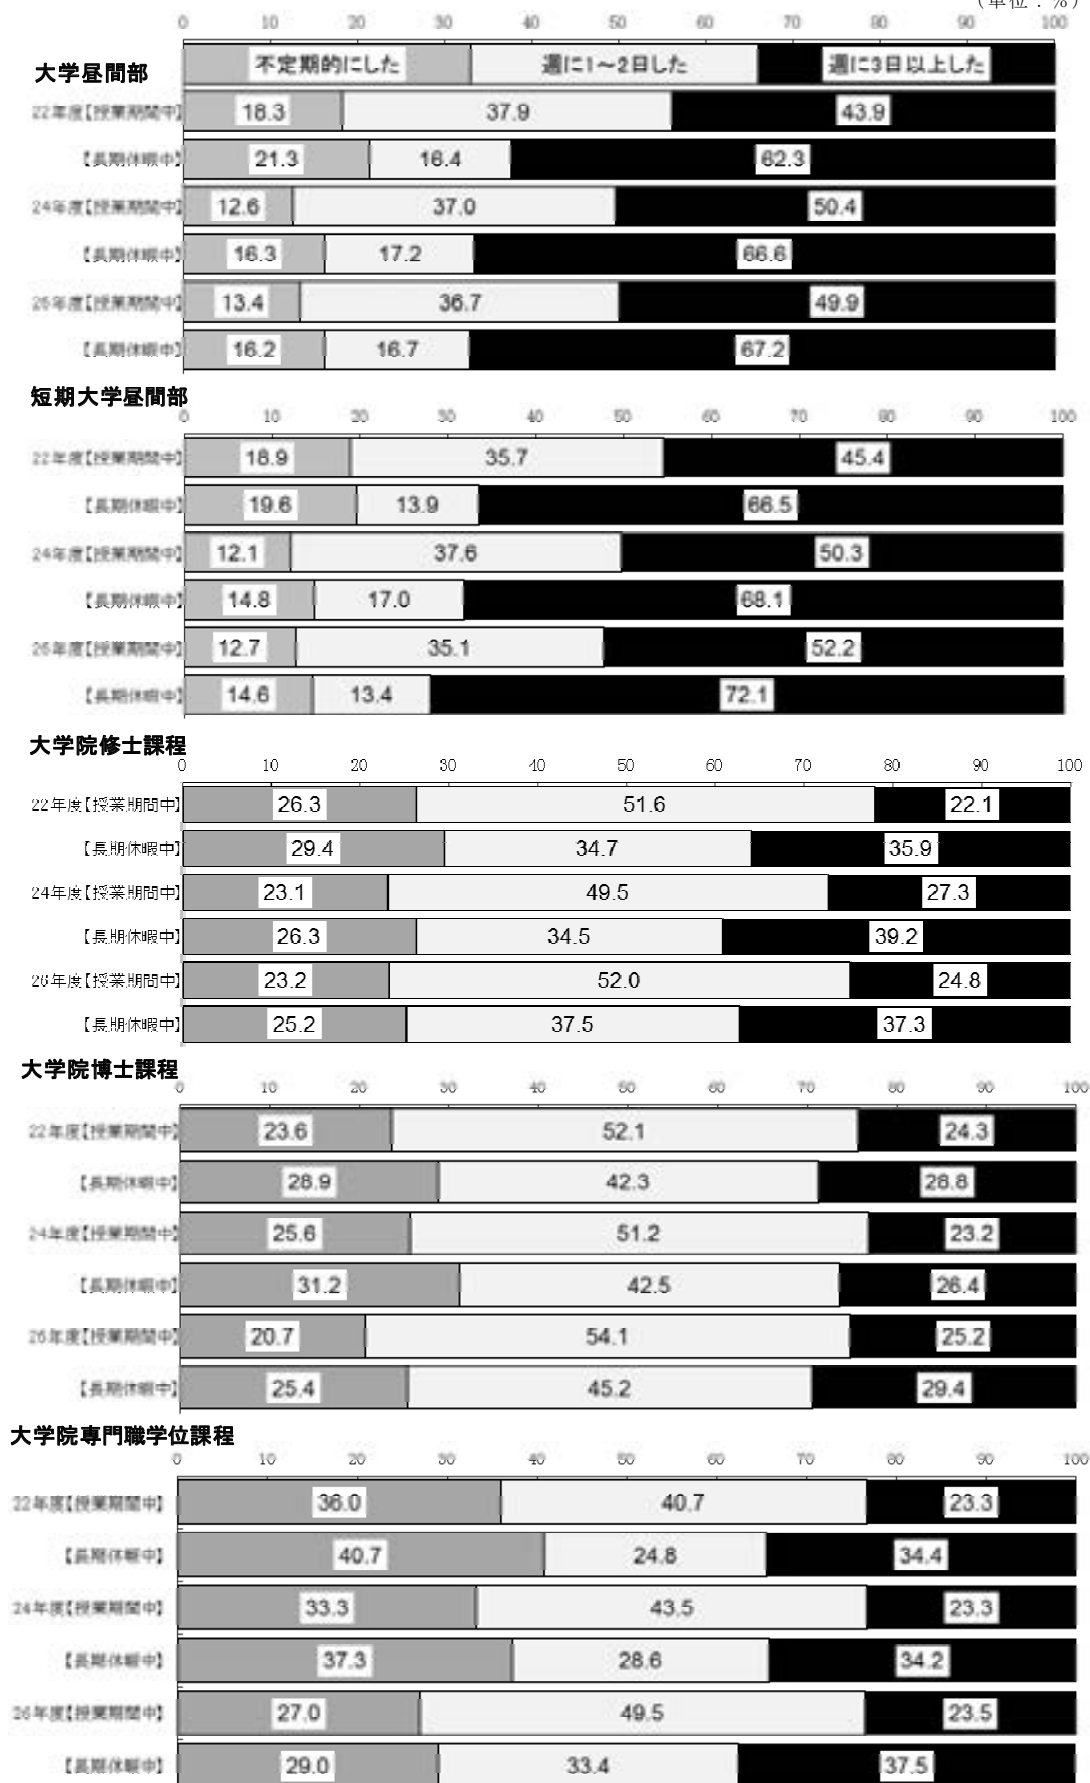 （単位：％）
0 10 20 30 40 50 60 70 80 90 100
大学昼間部 不定期的にした 週に1～2日した 週に3日以上した
22年度【授業期間中】 18.3 37.9 43.9
【長期休暇中】 21.3 16.4 62.3
24年度【授業期間中】 12.6 37.0 50.4
【長期休暇中】 16.3 17.2 66.6
26年度【授業期間中】 13.4 36.7 49.9
【長期休暇中】 16.2 16.7 67.2
短期大学昼間部
0 10 20 30 40 50 60 70 80 90 100
22年度【授業期間中】 18.9 35.7 45.4
【長期休暇中】 19.6 13.9 66.5
24年度【授業期間中】 12.1 37.6 50.3
【長期休暇中】 14.8 17.0 68.1
26年度【授業期間中】 12.7 35.1 52.2
【長期休暇中】 14.6 13.4 72.1
大学院修士課程
0 10 20 30 40 50 60 70 80 90 100
22年度【授業期間中】 26.3 51.6 22.1
【長期休暇中】 29.4 34.7 35.9
24年度【授業期間中】 23.1 49.5 27.3
【長期休暇中】 26.3 34.5 39.2
26年度【授業期間中】 23.2 52.0 24.8
【長期休暇中】 25.2 37.5 37.3
大学院博士課程
0 10 20 30 40 50 60 70 80 90 100
22年度【授業期間中】 23.6 52.1 24.3
【長期休暇中】 28.9 42.3 28.8
24年度【授業期間中】 25.6 51.2 23.2
【長期休暇中】 31.2 42.5 26.4
26年度【授業期間中】 20.7 54.1 25.2
【長期休暇中】 25.4 45.2 29.4
大学院専門職学位課程
0 10 20 30 40 50 60 70 80 90 100
22年度【授業期間中】 36.0 40.7 23.3
【長期休暇中】 40.7 24.8 34.4
24年度【授業期間中】 33.3 43.5 23.3
【長期休暇中】 37.3 28.6 34.2
26年度【授業期間中】 27.0 49.5 23.5
【長期休暇中】 29.0 33.4 37.5